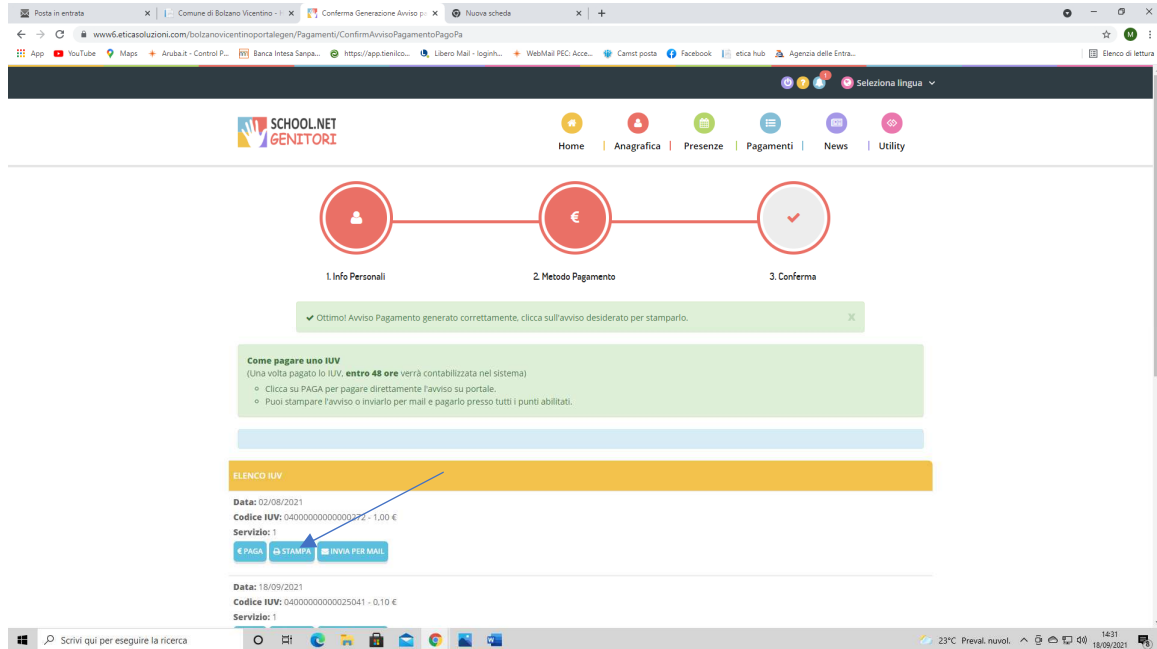 Posta in entrata
Comune di Bolzano Vicentino -
Conferma Generazione Avviso p
Nuova scheda
www6.eticasoluzioni.com/bolzanovicentinoportalegen/Pagamenti/ConfirmAvvisoPagamentoPagoPa
App YouTube Maps Aruba.it - Control P... Banca Intesa Sanpa... https://app.tienilco... Libero Mail - loginh... WebMail PEC: Acce... Camst posta Facebook etica hub Agenzia delle Entra... Elenco di lettura
1 Seleziona lingua
SCHOOL.NET
GENITORI
Home | Anagrafica | Presenze | Pagamenti | News | Utility
€
1. Info Personali 2. Metodo Pagamento 3. Conferma
Ottimo! Avviso Pagamento generato correttamente, clicca sull'avviso desiderato per stamparlo. X
Come pagare uno IUV
(Una volta pagato lo IUV, entro 48 ore verrà contabilizzata nel sistema)
Clicca su PAGA per pagare direttamente l'avviso su portale.
Puoi stampare l'avviso o inviarlo per mail e pagarlo presso tutti i punti abilitati.
ELENCO IUV
Data: 02/08/2021
Codice IUV: 04000000000000272 - 1,00 €
Servizio: 1
€ PAGA STAMPA INVIA PER MAIL
Data: 18/09/2021
Codice IUV: 04000000000025041 - 0,10 €
Servizio: 1
Scrivi qui per eseguire la ricerca
23°C Preval. nuvol. 14:31
18/09/2021